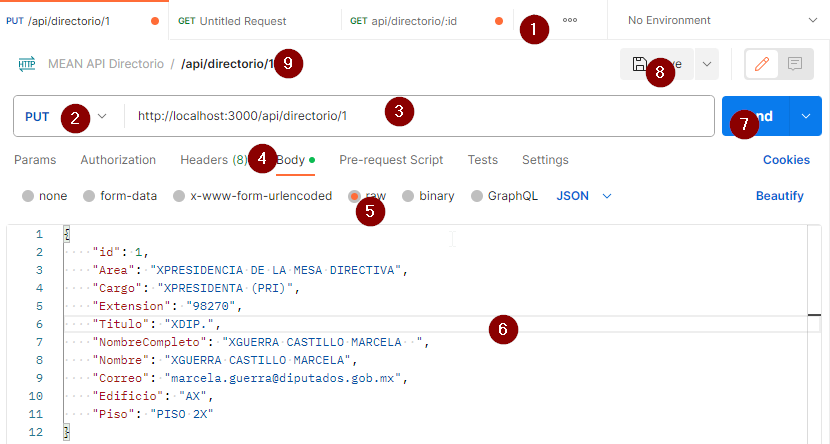 PUT /api/directorio/1 GET Untitled Request GET api/directorio/:id 1 ooo No Environment
HTTP MEAN API Directorio / /api/directorio/1 9 8
PUT 2 http://localhost:3000/api/directorio/1 3 7
Params Authorization Headers (8) 4 Body Pre-request Script Tests Settings Cookies
none form-data x-www-form-urlencoded raw 5 binary GraphQL JSON Beautify
1 {
2 "id": 1,
3 "Area": "XPRESIDENCIA DE LA MESA DIRECTIVA",
4 "Cargo": "XPRESIDENTA (PRI)",
5 "Extension": "98270",
6 "Titulo": "XDIP.", 6
7 "NombreCompleto": "XGUERRA CASTILLO MARCELA  ",
8 "Nombre": "XGUERRA CASTILLO MARCELA",
9 "Correo": "marcela.guerra@diputados.gob.mx",
10 "Edificio": "AX",
11 "Piso": "PISO 2X"
12 }